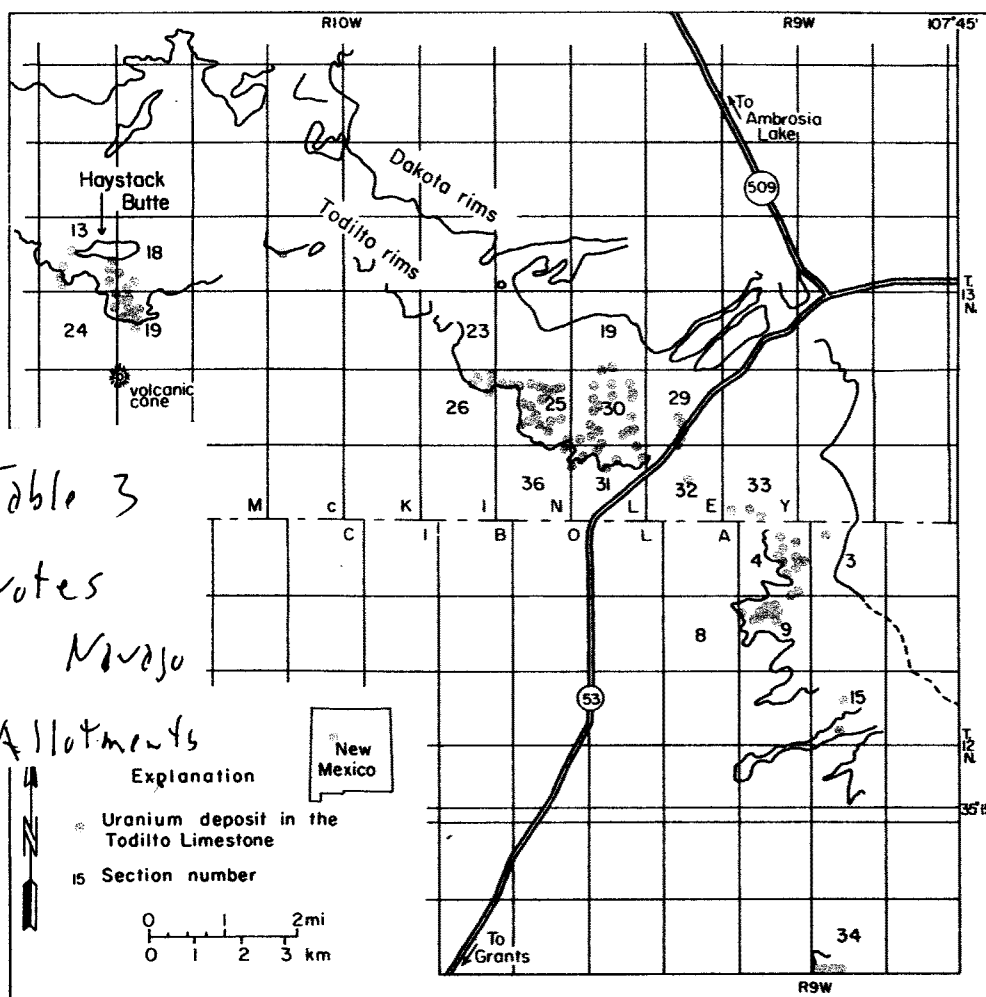 R10W R9W 107°45'
To
Ambrosia
Lake
509
Haystack
Butte
Dakota rims
Todilto rims
13 18
T.
13
N.
24 19 23 19
volcanic
cone
26 25 30 29
36 31 32 33
M c K I N L E Y
C I B O L A
4 3
8 9
53
15
T.
12
N.
35°15
Table 3
Notes
Navajo
Allotments
New
Mexico
Explanation
Uranium deposit in the
Todilto Limestone
15 Section number
0 1 2mi
0 1 2 3 km
To
Grants
34
R9W